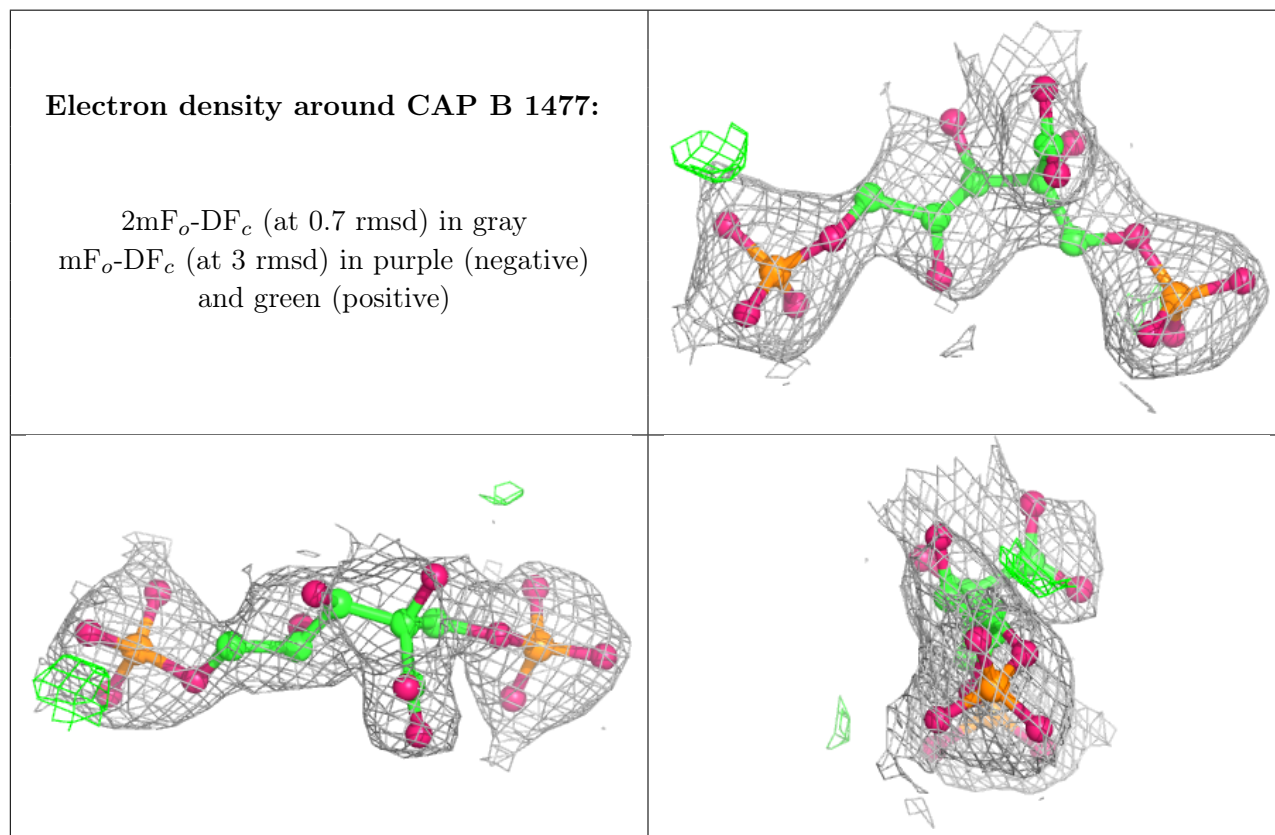 Electron density around CAP B 1477:
2mFo-DFc (at 0.7 rmsd) in gray
mFo-DFc (at 3 rmsd) in purple (negative)
and green (positive)